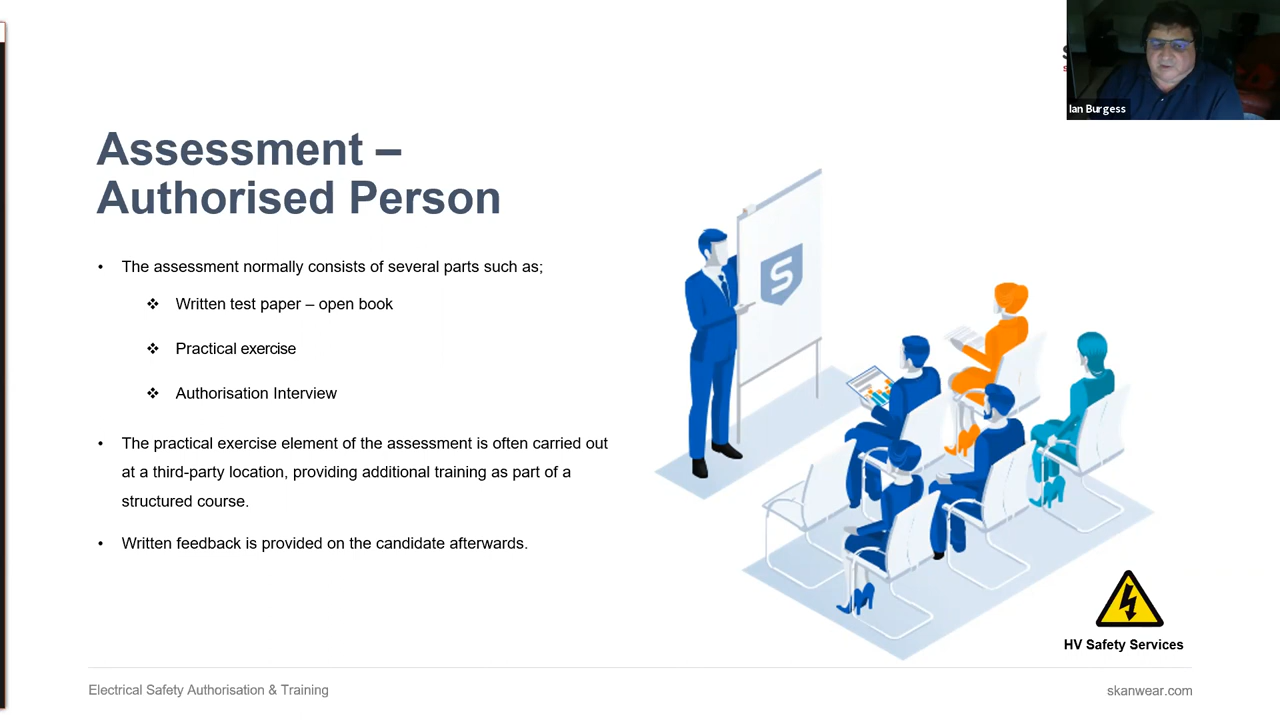 Ian Burgess
Assessment –
Authorised Person
• The assessment normally consists of several parts such as;
❖ Written test paper – open book
❖ Practical exercise
❖ Authorisation Interview
• The practical exercise element of the assessment is often carried out
at a third-party location, providing additional training as part of a
structured course.
• Written feedback is provided on the candidate afterwards.
S
HV Safety Services
Electrical Safety Authorisation & Training
skanwear.com